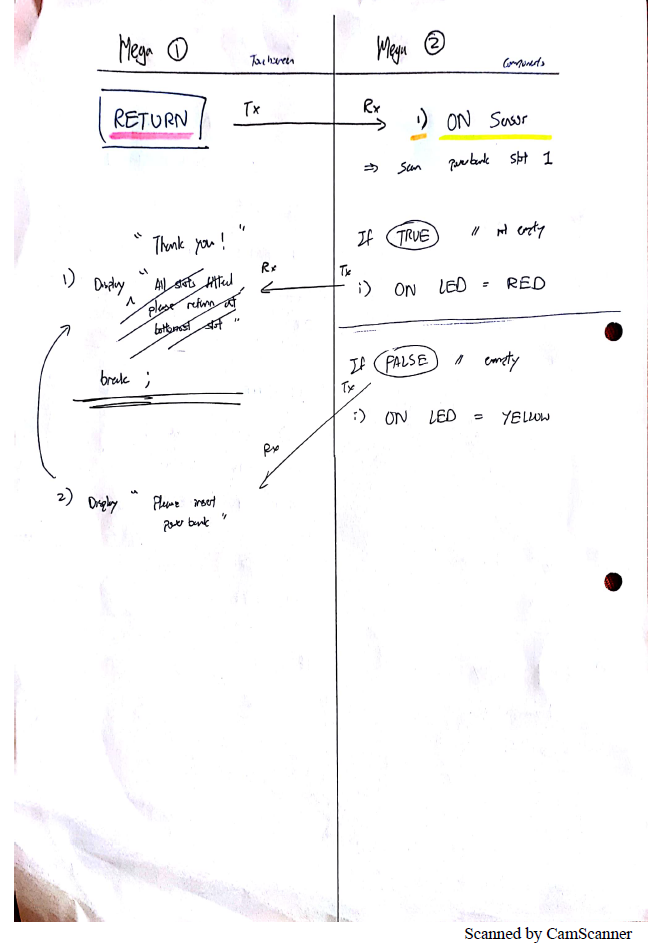 Mega ① Touchscreen
Mega ② Components
RETURN Tx Rx i) ON Sensor
⇒ Scan powerbank slot 1
If TRUE // not empty
" Thank you ! "
Rx Tx
1) Display " All slots filled
please return at
bottommost slot "
i) ON LED = RED
break ;
If FALSE // empty
Tx
i) ON LED = YELLOW
Rx
2) Display " Please insert
power bank "
Scanned by CamScanner